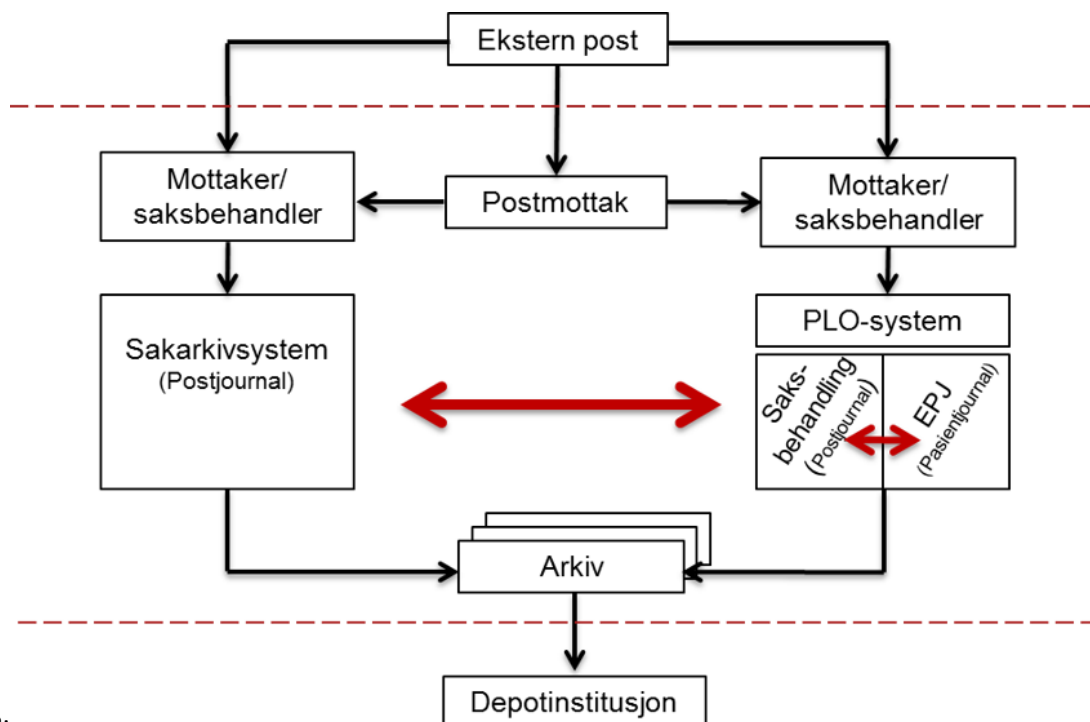 Ekstern post
Mottaker/
saksbehandler
Postmottak
Mottaker/
saksbehandler
Sakarkivsystem
(Postjournal)
PLO-system
Saks-
behandling
(Postjournal)
EPJ
(Pasientjournal)
Arkiv
Depotinstitusjon